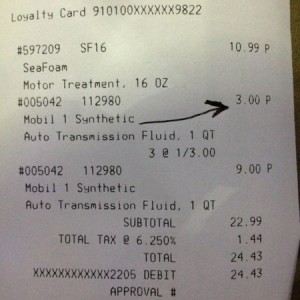 Loyalty Card 910100XXXXXX9822
#597209 SF16 10.99 P
SeaFoam
Motor Treatment, 16 OZ
#005042 112980 3.00 P
Mobil 1 Synthetic
Auto Transmission Fluid, 1 QT
3 @ 1/3.00
#005042 112980 9.00 P
Mobil 1 Synthetic
Auto Transmission Fluid, 1 QT
SUBTOTAL 22.99
TOTAL TAX @ 6.250% 1.44
TOTAL 24.43
XXXXXXXXXXXX2205 DEBIT 24.43
APPROVAL #